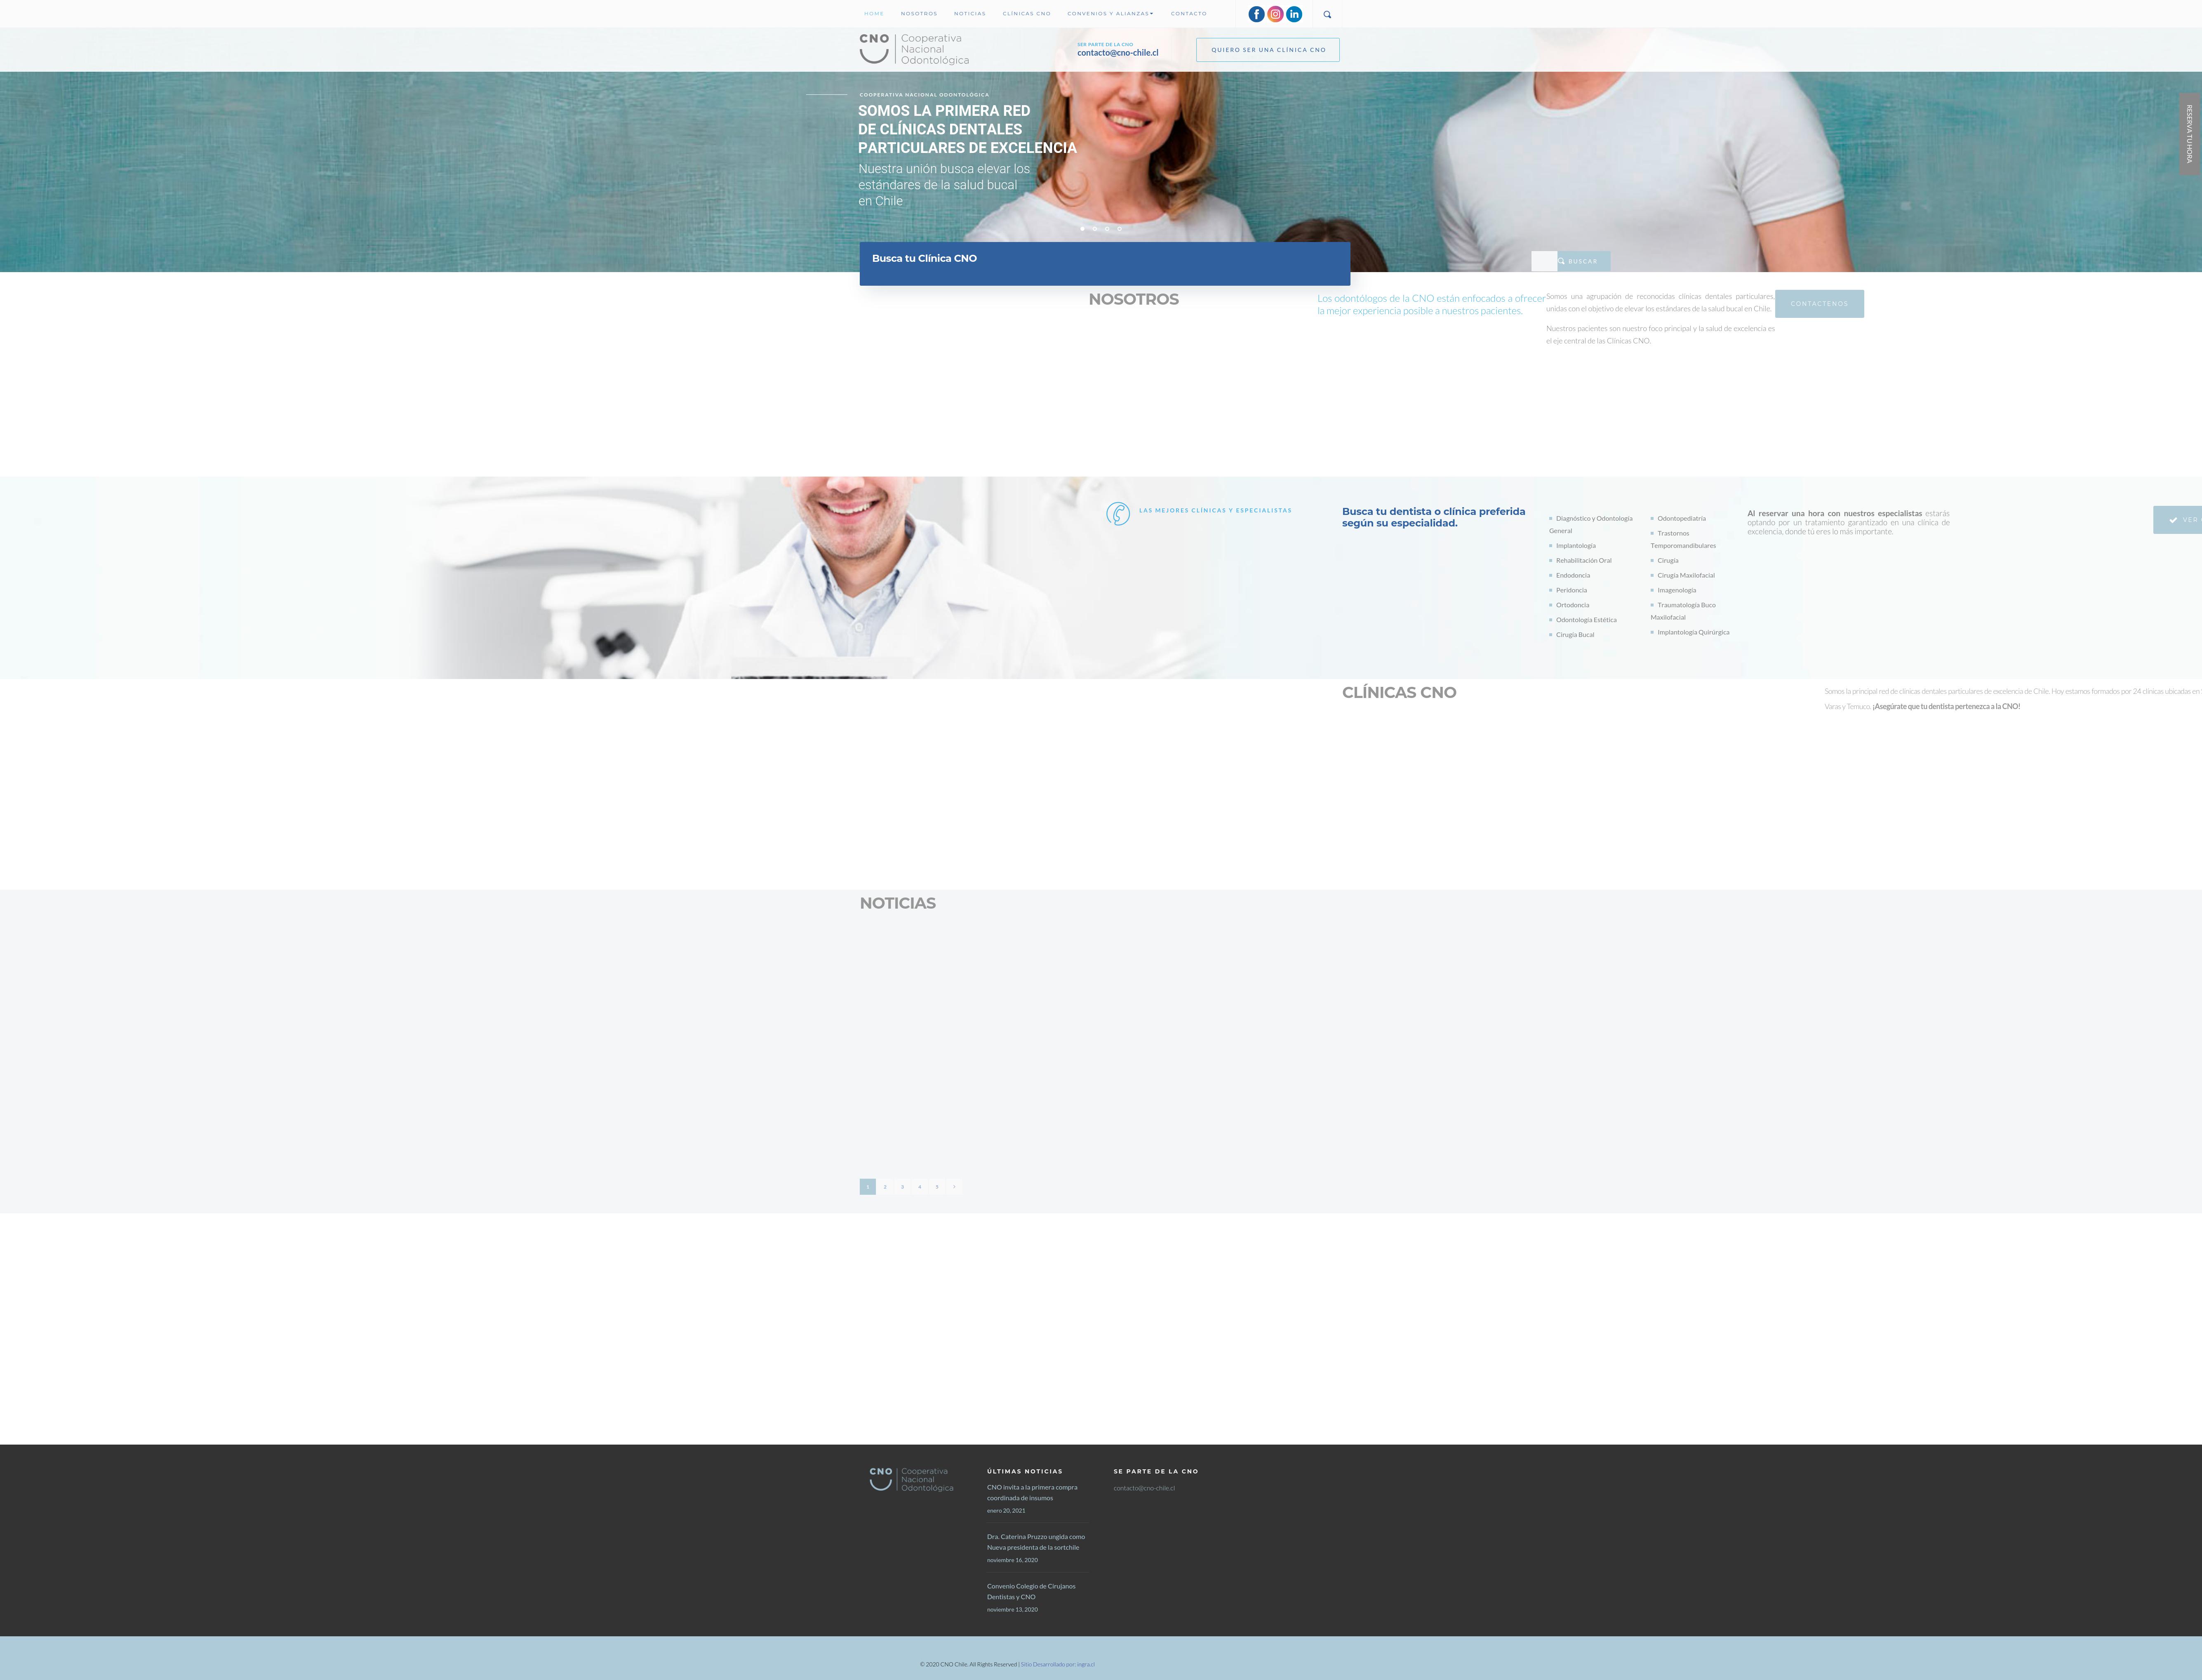 HOME NOSOTROS NOTICIAS CLÍNICAS CNO CONVENIOS Y ALIANZAS CONTACTO
CNO Cooperativa
Nacional
Odontológica
SER PARTE DE LA CNO
contacto@cno-chile.cl
QUIERO SER UNA CLÍNICA CNO
RESERVA TU HORA
COOPERATIVA NACIONAL ODONTOLÓGICA
SOMOS LA PRIMERA RED
DE CLÍNICAS DENTALES
PARTICULARES DE EXCELENCIA
Nuestra unión busca elevar los
estándares de la salud bucal
en Chile
Busca tu Clínica CNO
BUSCAR
NOSOTROS
Los odontólogos de la CNO están enfocados a ofrecer
la mejor experiencia posible a nuestros pacientes.
Somos una agrupación de reconocidas clínicas dentales particulares,
unidas con el objetivo de elevar los estándares de la salud bucal en Chile.
Nuestros pacientes son nuestro foco principal y la salud de excelencia es
el eje central de las Clínicas CNO.
CONTÁCTENOS
LAS MEJORES CLÍNICAS Y ESPECIALISTAS
Busca tu dentista o clínica preferida
según su especialidad.
Diagnóstico y Odontología
General
Implantología
Rehabilitación Oral
Endodoncia
Peridoncia
Ortodoncia
Odontología Estética
Cirugía Bucal
Odontopediatría
Trastornos
Temporomandibulares
Cirugía
Cirugía Maxilofacial
Imagenología
Traumatología Buco
Maxilofacial
Implantología Quirúrgica
Al reservar una hora con nuestros especialistas estarás
optando por un tratamiento garantizado en una clínica de
excelencia, donde tú eres lo más importante.
VER
CLÍNICAS CNO
Somos la principal red de clínicas dentales particulares de excelencia de Chile. Hoy estamos formados por 24 clínicas ubicadas en
Varas y Temuco. ¡Asegúrate que tu dentista pertenezca a la CNO!
NOTICIAS
1 2 3 4 5 >
CNO Cooperativa
Nacional
Odontológica
ÚLTIMAS NOTICIAS
CNO invita a la primera compra
coordinada de insumos
enero 20, 2021
Dra. Caterina Pruzzo ungida como
Nueva presidenta de la sortchile
noviembre 16, 2020
Convenio Colegio de Cirujanos
Dentistas y CNO
noviembre 13, 2020
SE PARTE DE LA CNO
contacto@cno-chile.cl
© 2020 CNO Chile. All Rights Reserved | Sitio Desarrollado por: ingra.cl